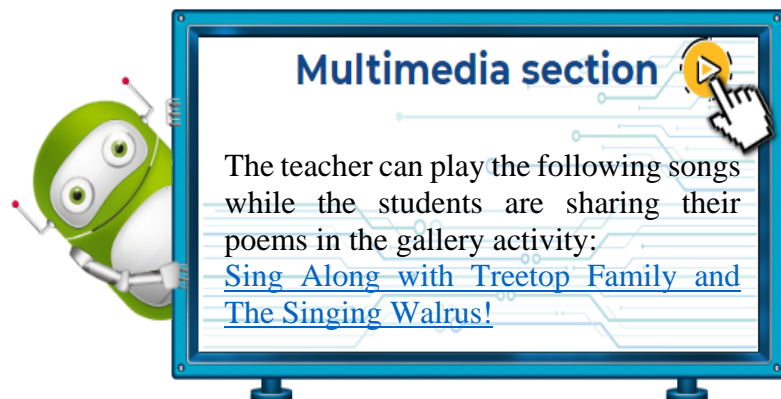 Multimedia section
The teacher can play the following songs
while the students are sharing their
poems in the gallery activity:
Sing Along with Treetop Family and
The Singing Walrus!